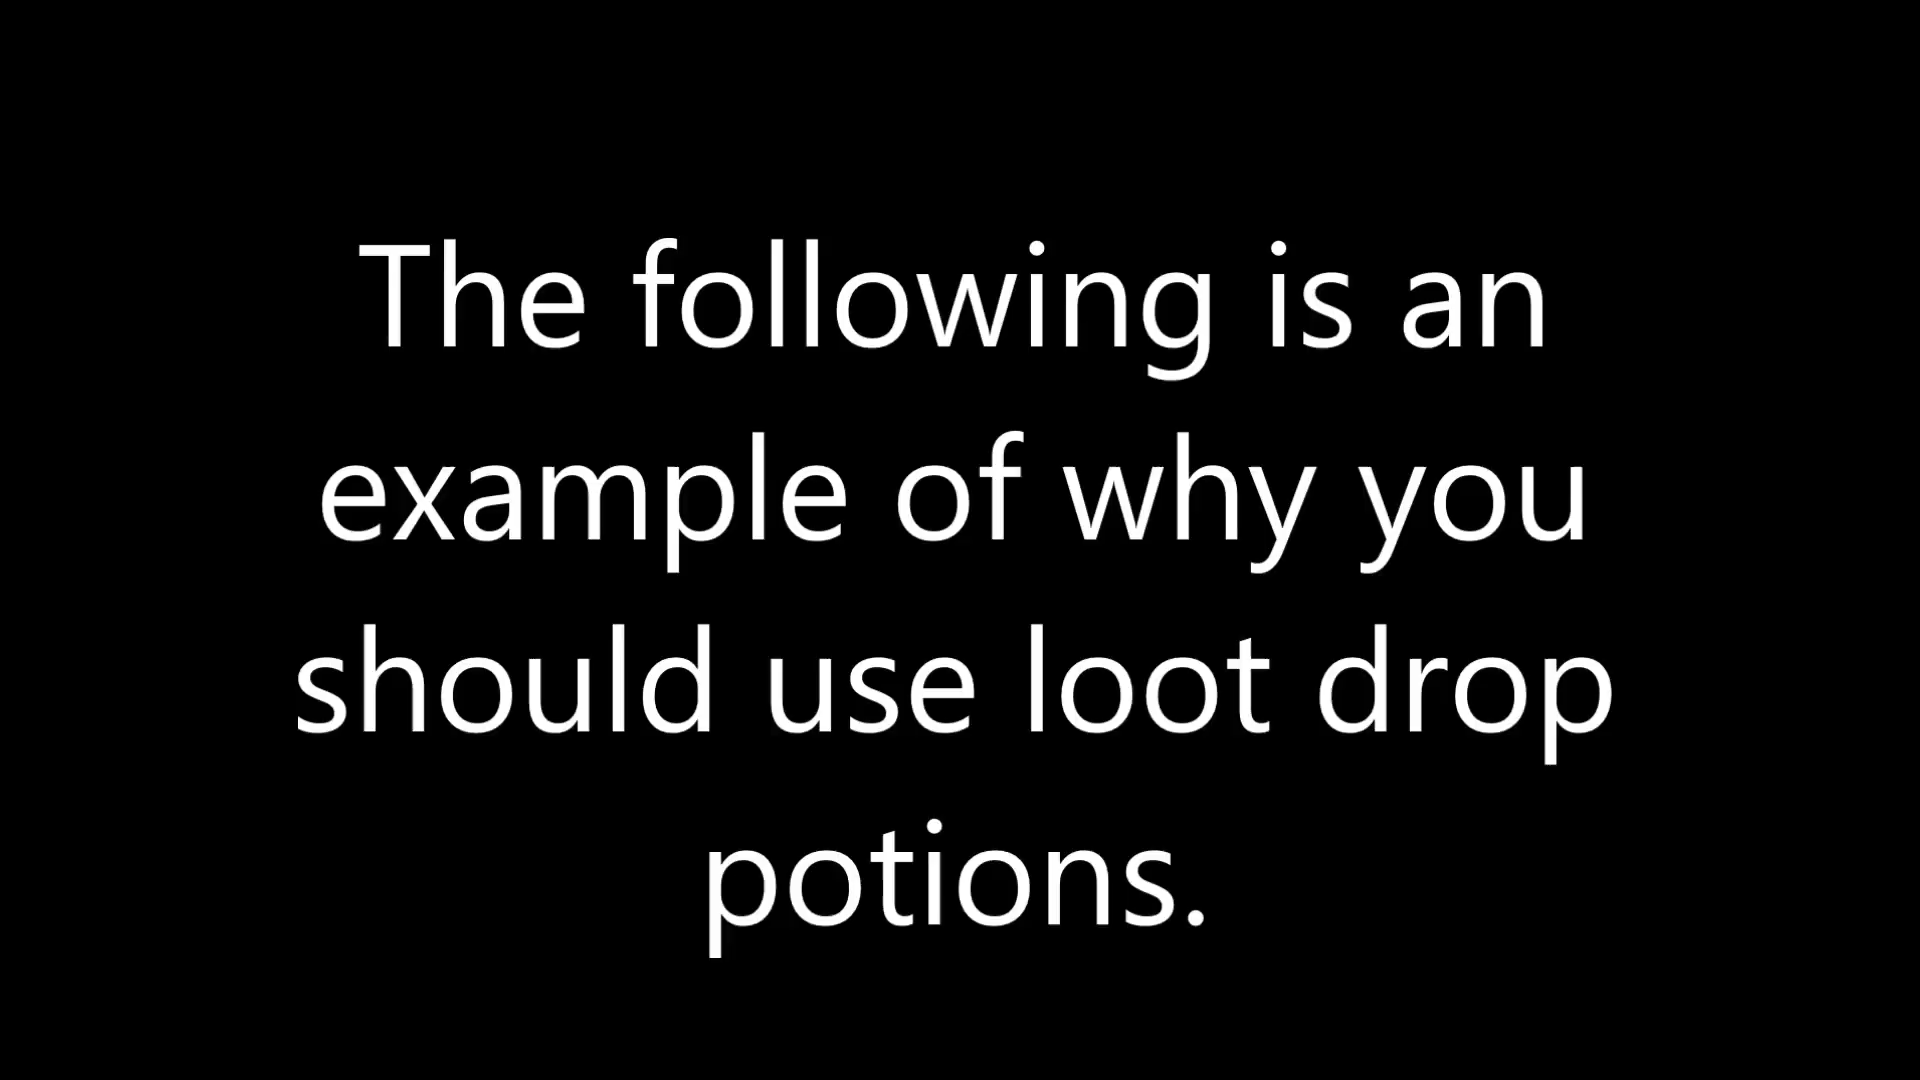 The following is an
example of why you
should use loot drop
potions.